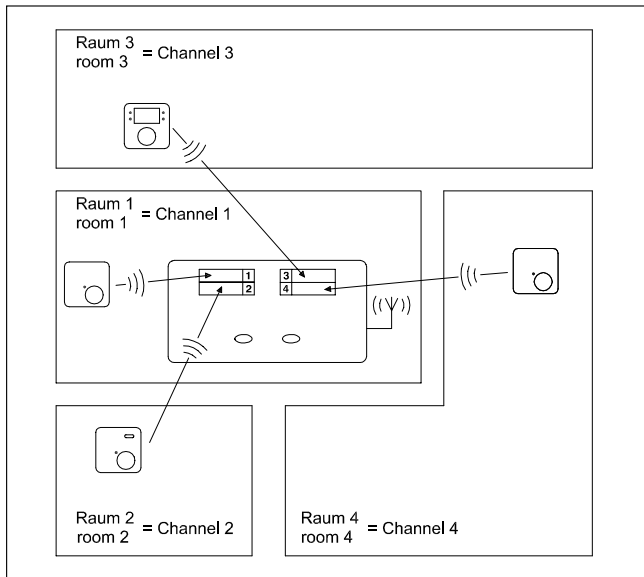 Raum 3
room 3 = Channel 3
Raum 1
room 1 = Channel 1
1 3
2 4
Raum 2
room 2 = Channel 2
Raum 4
room 4 = Channel 4